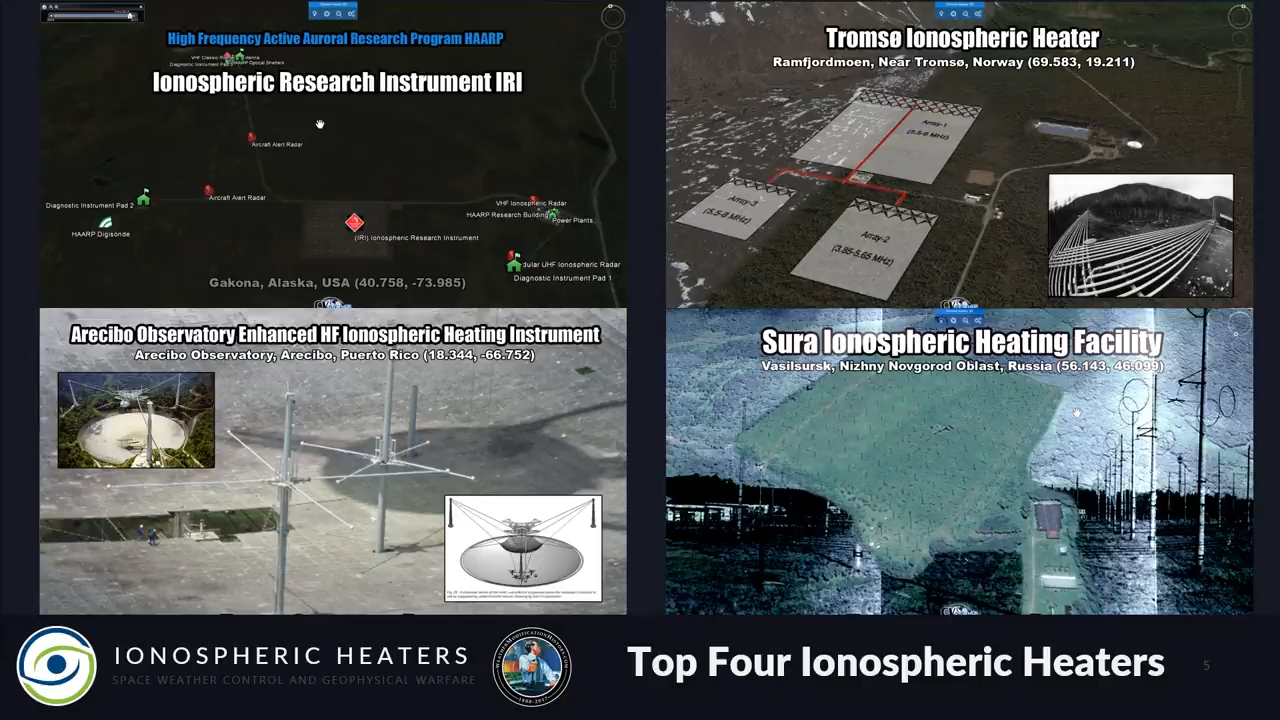 High Frequency Active Auroral Research Program HAARP
Ionospheric Research Instrument IRI
Aircraft Alert Radar
Aircraft Alert Radar
Diagnostic Instrument Pad 2
HAARP Digisonde
VHF Ionospheric Radar
HAARP Research Building
Power Plants
(IRI) Ionospheric Research Instrument
dular UHF Ionospheric Radar
Diagnostic Instrument Pad 1
Gakona, Alaska, USA (40.758, -73.985)
Tromsø Ionospheric Heater
Ramfjordmoen, Near Tromsø, Norway (69.583, 19.211)
Array-1
(5.5-8 MHz)
Array-3
(5.5-8 MHz)
Array-2
(3.85-5.65 MHz)
Arecibo Observatory Enhanced HF Ionospheric Heating Instrument
Arecibo Observatory, Arecibo, Puerto Rico (18.344, -66.752)
Sura Ionospheric Heating Facility
Vasilsursk, Nizhny Novgorod Oblast, Russia (56.143, 46.099)
IONOSPHERIC HEATERS
SPACE WEATHER CONTROL AND GEOPHYSICAL WARFARE
WEATHERMODIFICATIONHISTORY.COM
Top Four Ionospheric Heaters
5